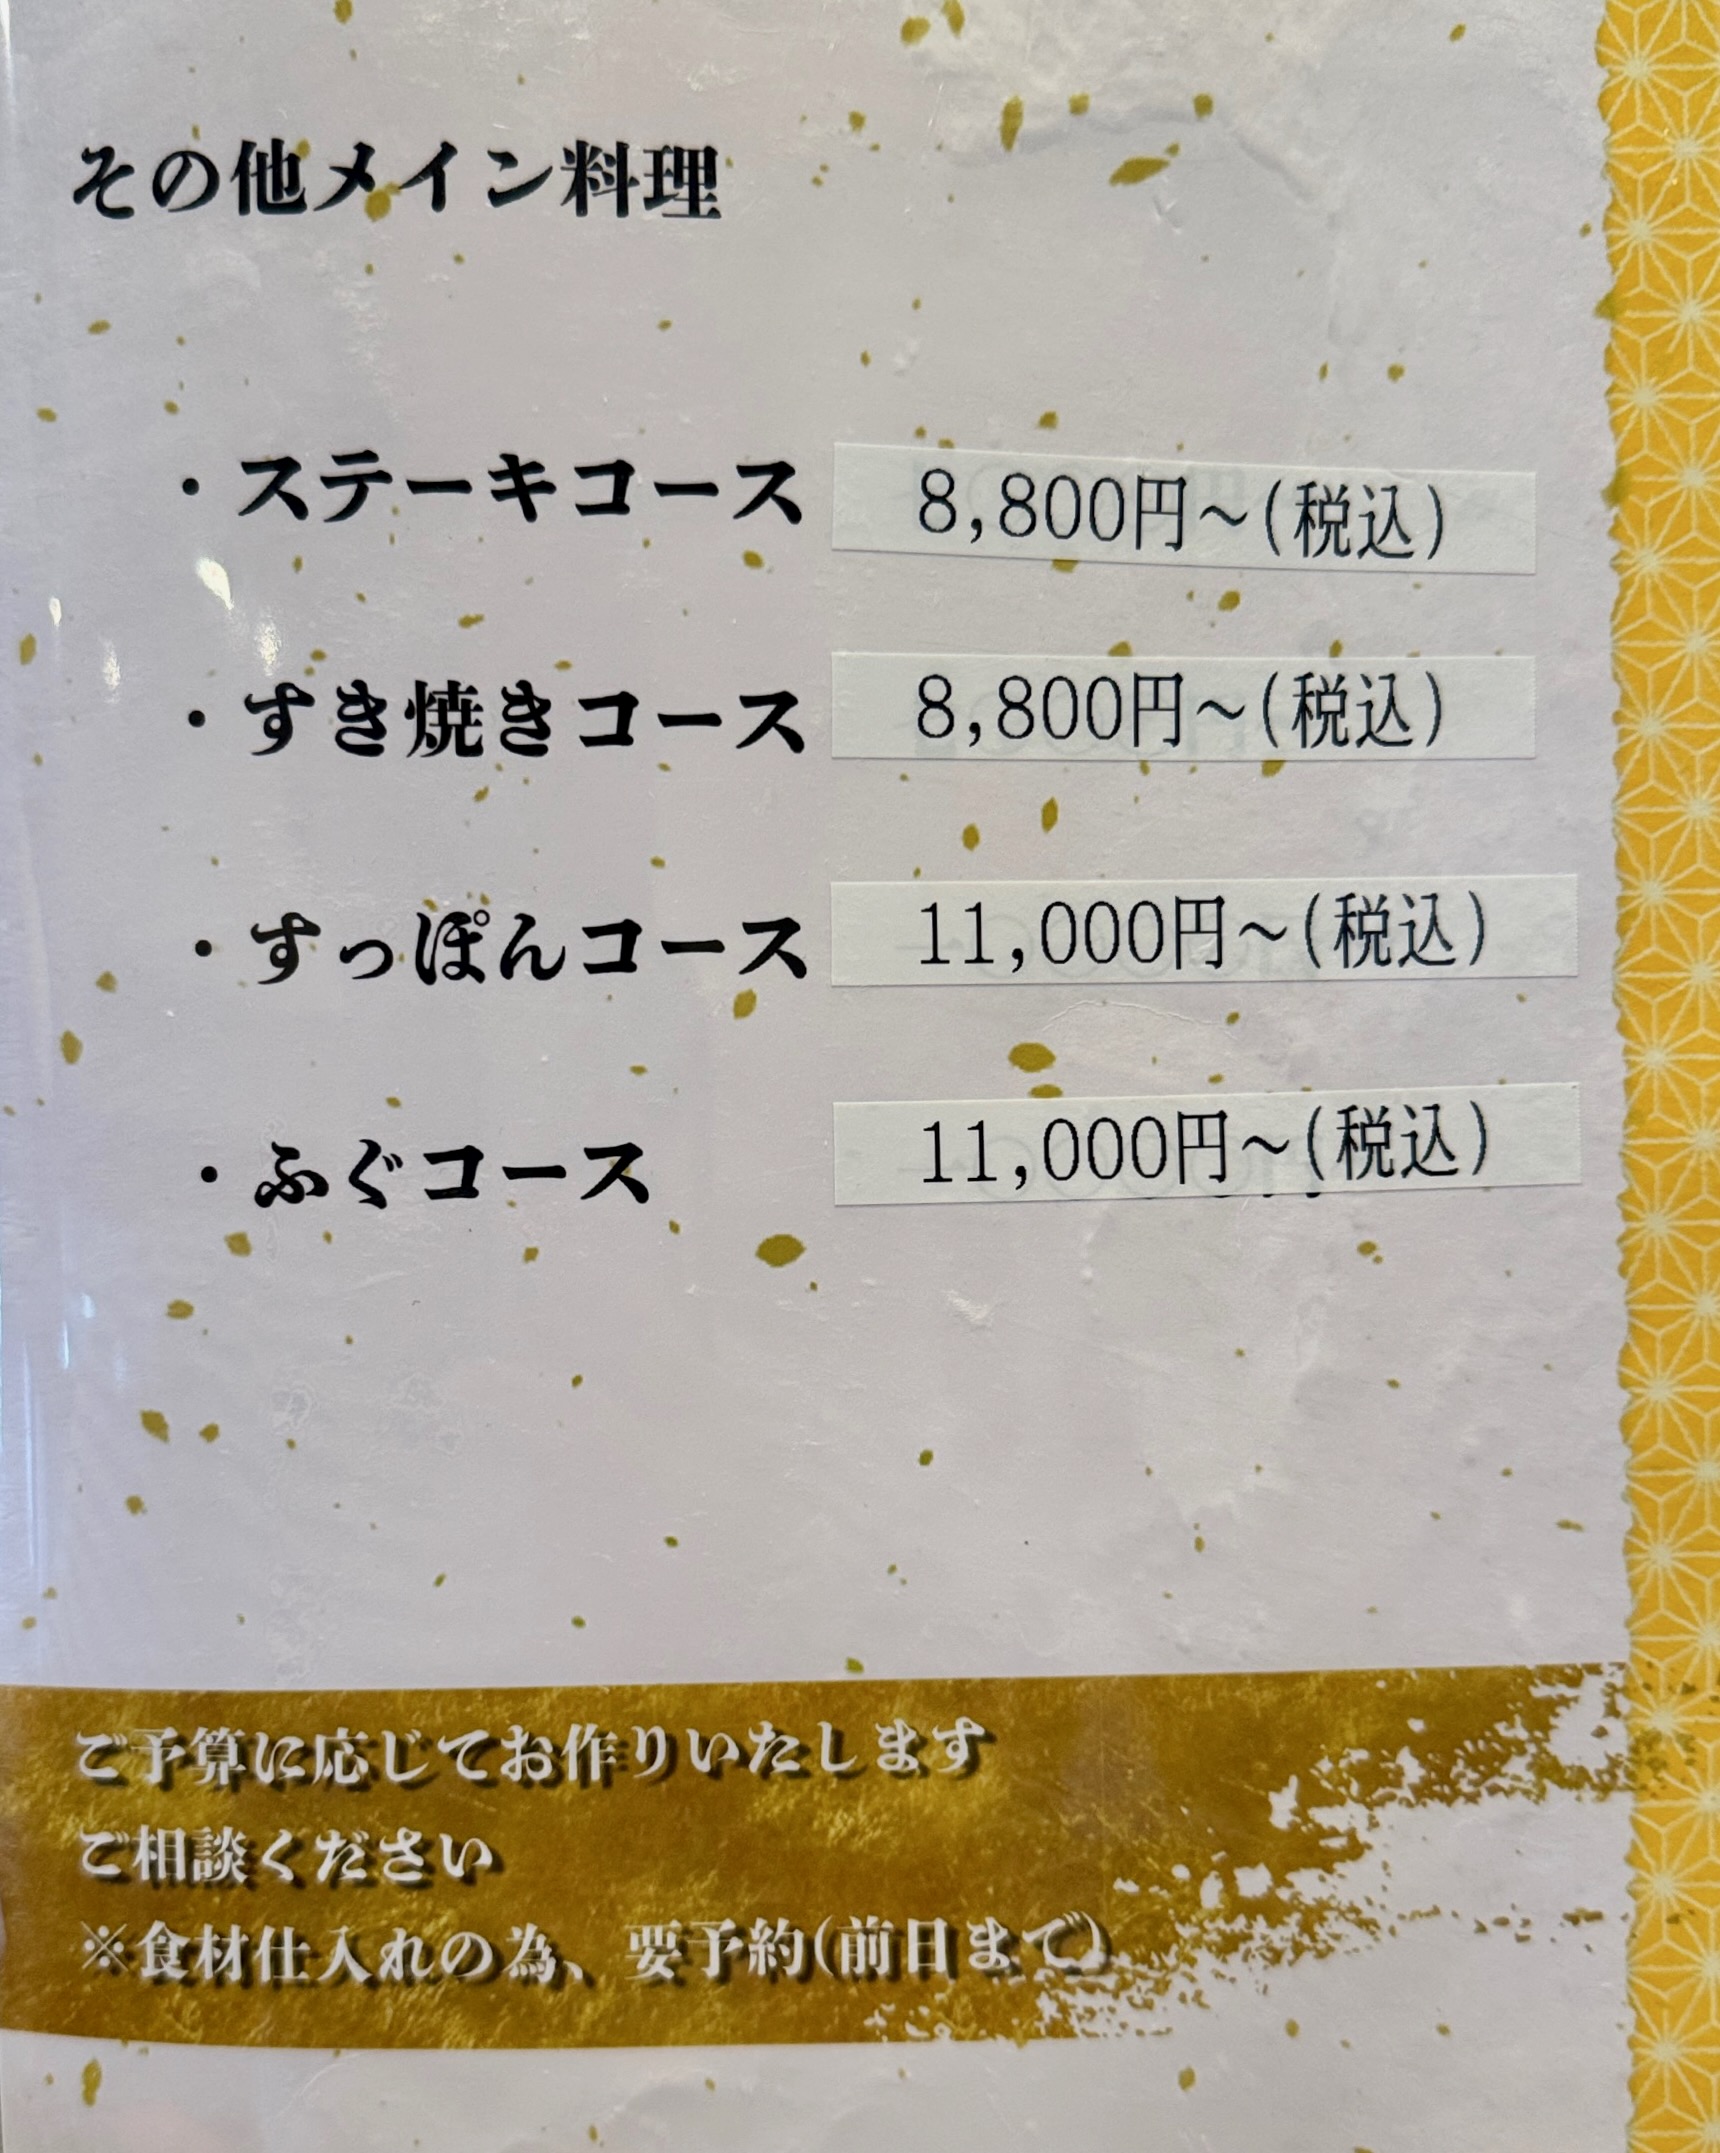 その他メイン料理
・ステーキコース 8,800円～(税込)
・すき焼きコース 8,800円～(税込)
・すっぽんコース 11,000円～(税込)
・ふぐコース 11,000円～(税込)
ご予算に応じてお作りいたします
ご相談ください
※食材仕入れの為、要予約(前日まで)